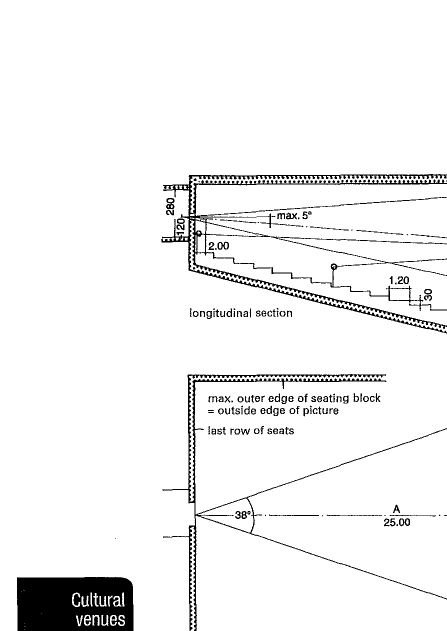 max. 5°
280
120
2.00
1.20
30
longitudinal section
max. outer edge of seating block
= outside edge of picture
last row of seats
38°
A
25.00
Cultural
venues